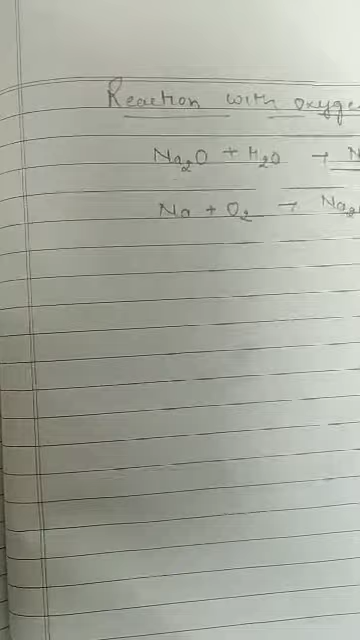 Reaction with oxyge
Na₂O + H₂O → N
Na + O₂ → Na₂